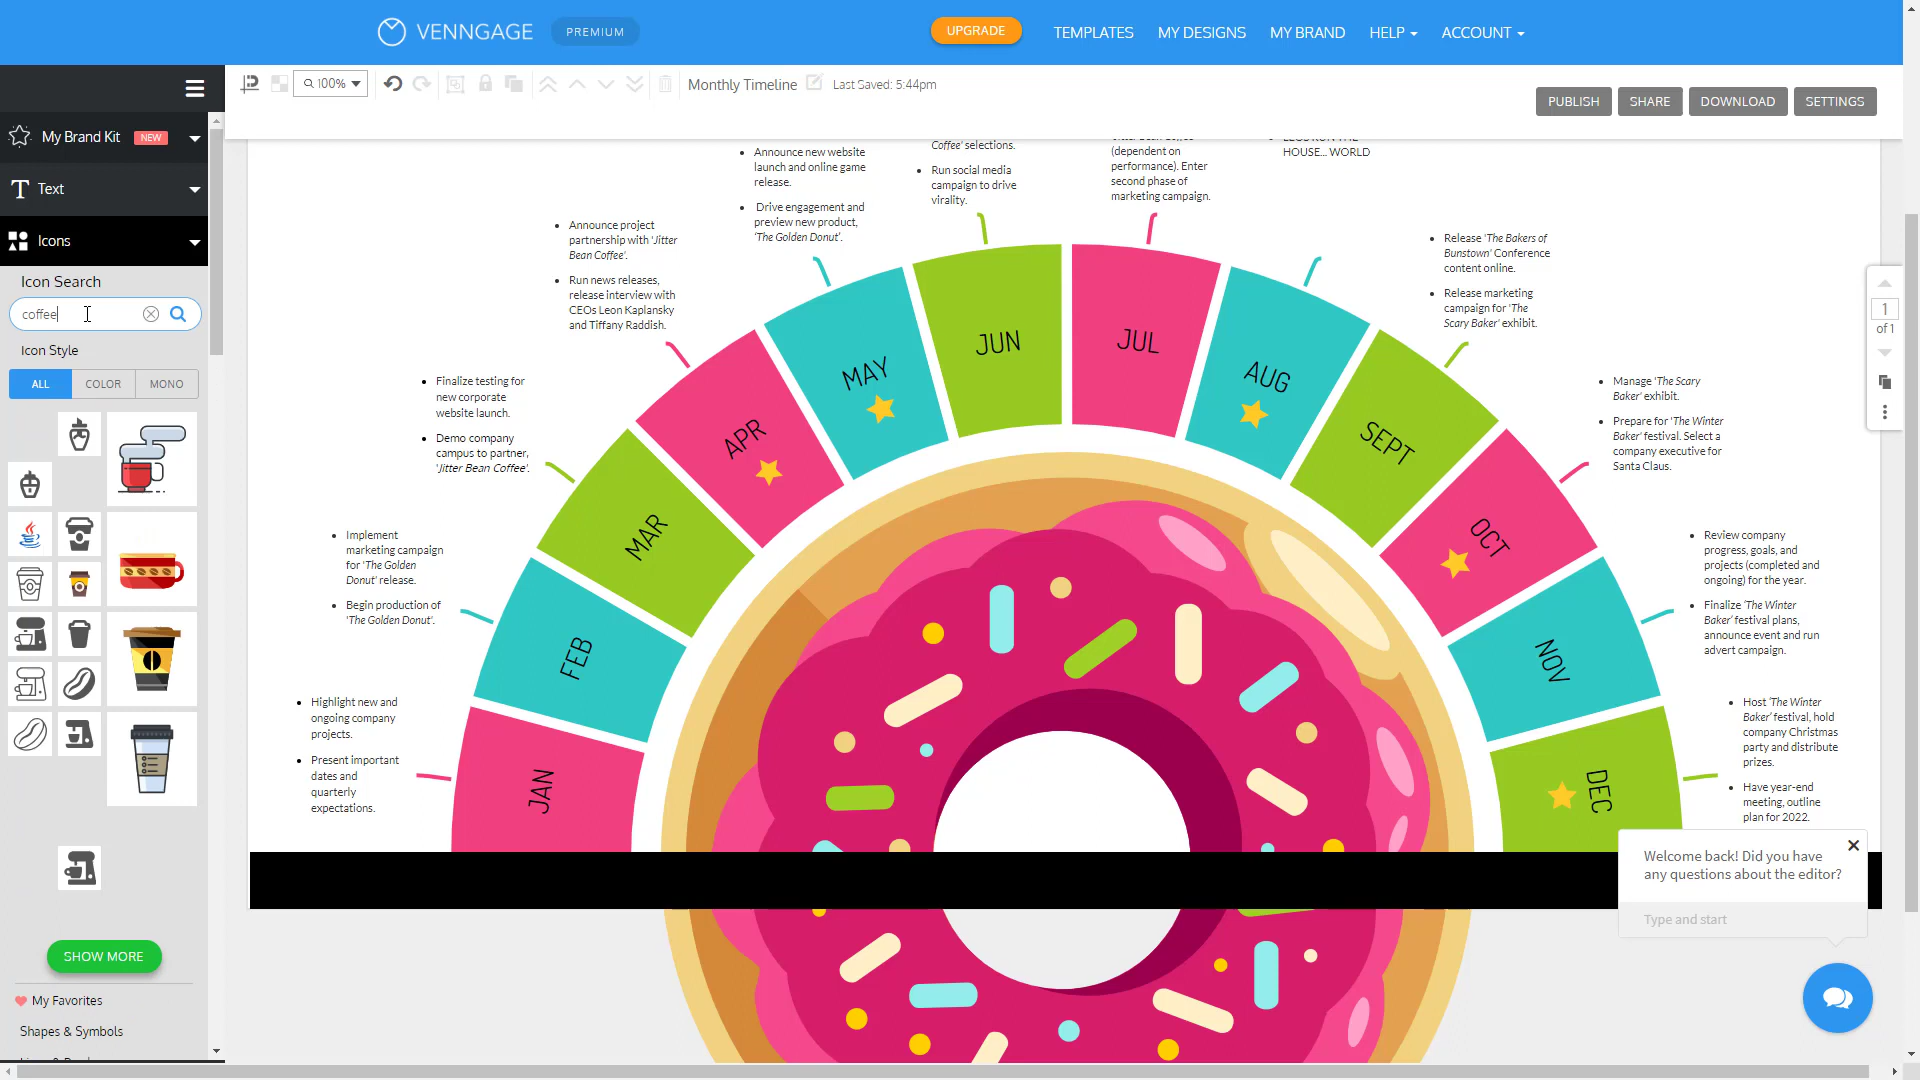 VENNGAGE
PREMIUM
UPGRADE
TEMPLATES
MY DESIGNS
MY BRAND
HELP
ACCOUNT
100%
Monthly Timeline
Last Saved: 5:44pm
PUBLISH
SHARE
DOWNLOAD
SETTINGS
My Brand Kit
NEW
Text
Icons
Icon Search
coffee
Icon Style
ALL
COLOR
MONO
SHOW MORE
My Favorites
Shapes & Symbols
• Highlight new and
ongoing company
projects.
• Present important
dates and
quarterly
expectations.
• Implement
marketing campaign
for 'The Golden
Donut' release.
• Begin production of
'The Golden Donut'.
• Finalize testing for
new corporate
website launch.
• Demo company
campus to partner,
'Jitter Bean Coffee'.
• Announce project
partnership with 'Jitter
Bean Coffee'.
• Run news releases,
release interview with
CEOs Leon Kaplansky
and Tiffany Raddish.
• Announce new website
launch and online game
release.
• Drive engagement and
preview new product,
'The Golden Donut'.
Coffee' selections.
• Run social media
campaign to drive
virality.
(dependent on
performance). Enter
second phase of
marketing campaign.
HOUSE... WORLD
• Release 'The Bakers of
Bunstown' Conference
content online.
• Release marketing
campaign for 'The
Scary Baker' exhibit.
• Manage 'The Scary
Baker' exhibit.
• Prepare for 'The Winter
Baker' festival. Select a
company executive for
Santa Claus.
• Review company
progress, goals, and
projects (completed and
ongoing) for the year.
• Finalize 'The Winter
Baker' festival plans,
announce event and run
advert campaign.
• Host 'The Winter
Baker' festival, hold
company Christmas
party and distribute
prizes.
• Have year-end
meeting, outline
plan for 2022.
JAN
FEB
MAR
APR
MAY
JUN
JUL
AUG
SEPT
OCT
NOV
DEC
1
of 1
Welcome back! Did you have
any questions about the editor?
Type and start